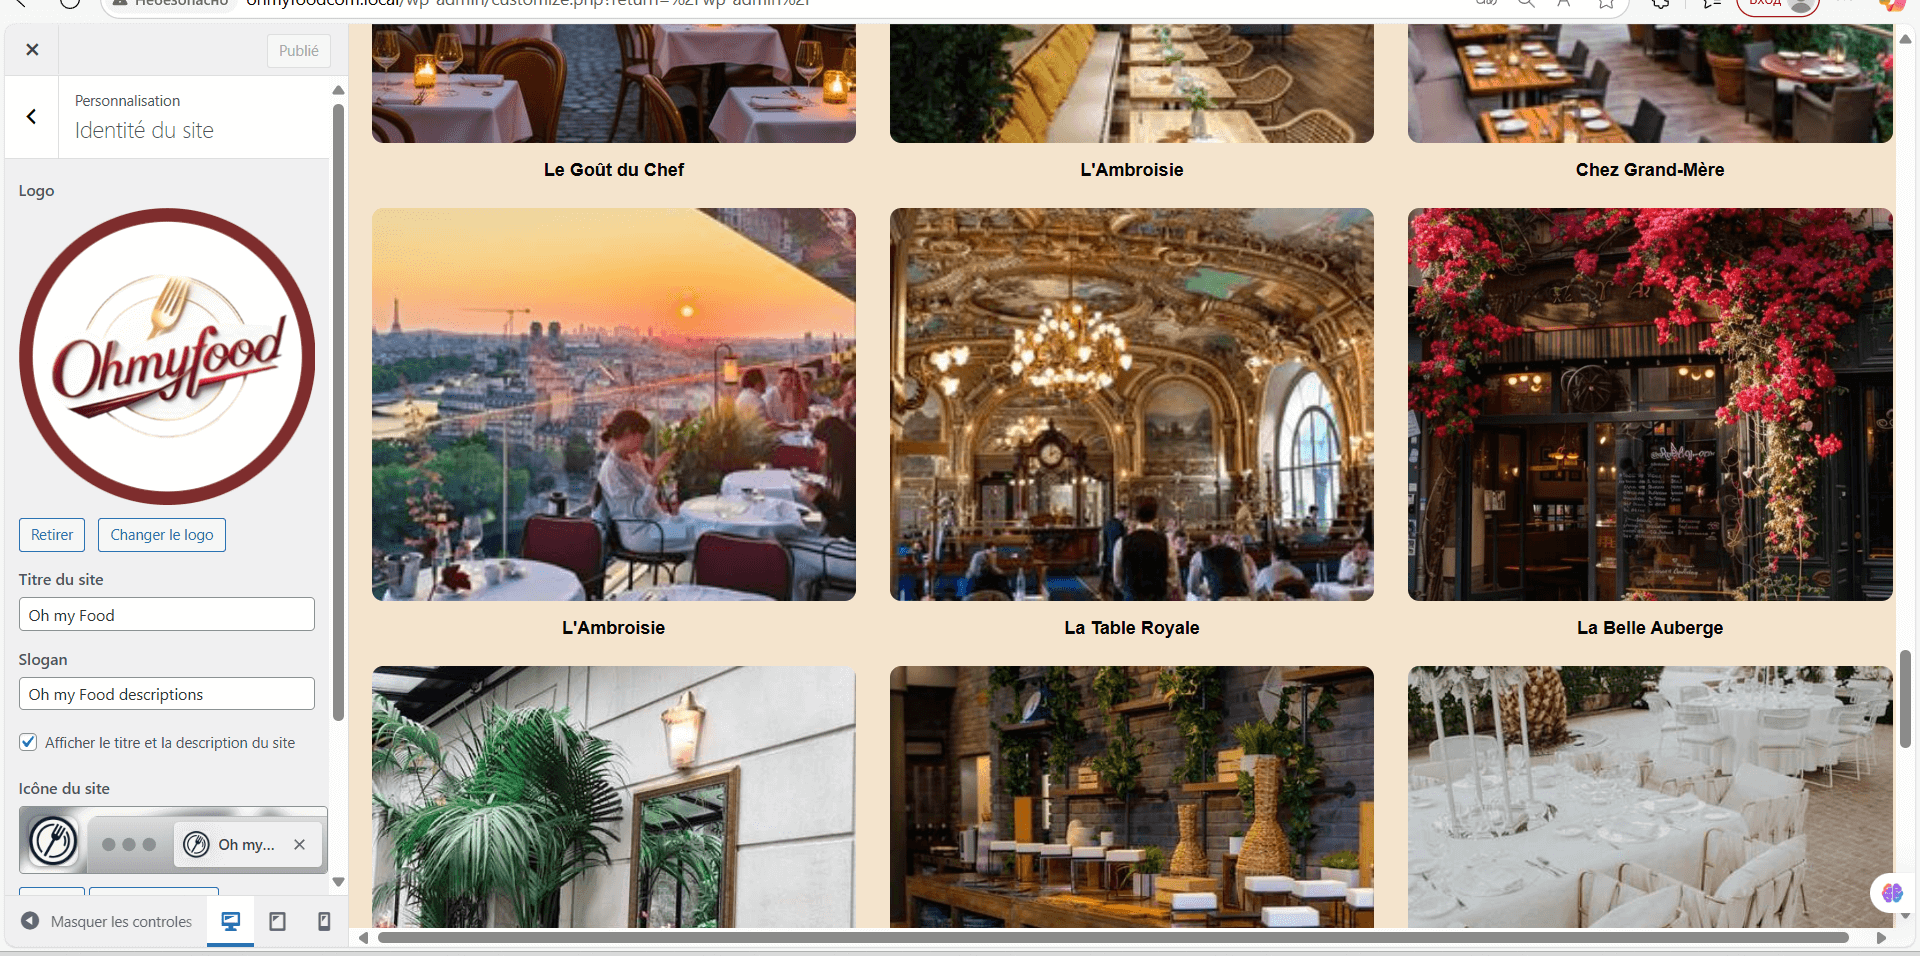 Небезопасно
ohmyfoodcom.local/wp-admin/customize.php?return=%2Fwp-admin%2F
ВХОД
Publié
Personnalisation
Identité du site
Logo
Ohmyfood
Retirer
Changer le logo
Titre du site
Oh my Food
Slogan
Oh my Food descriptions
Afficher le titre et la description du site
Icône du site
Oh my...
Masquer les controles
Le Goût du Chef
L'Ambroisie
Chez Grand-Mère
L'Ambroisie
La Table Royale
La Belle Auberge